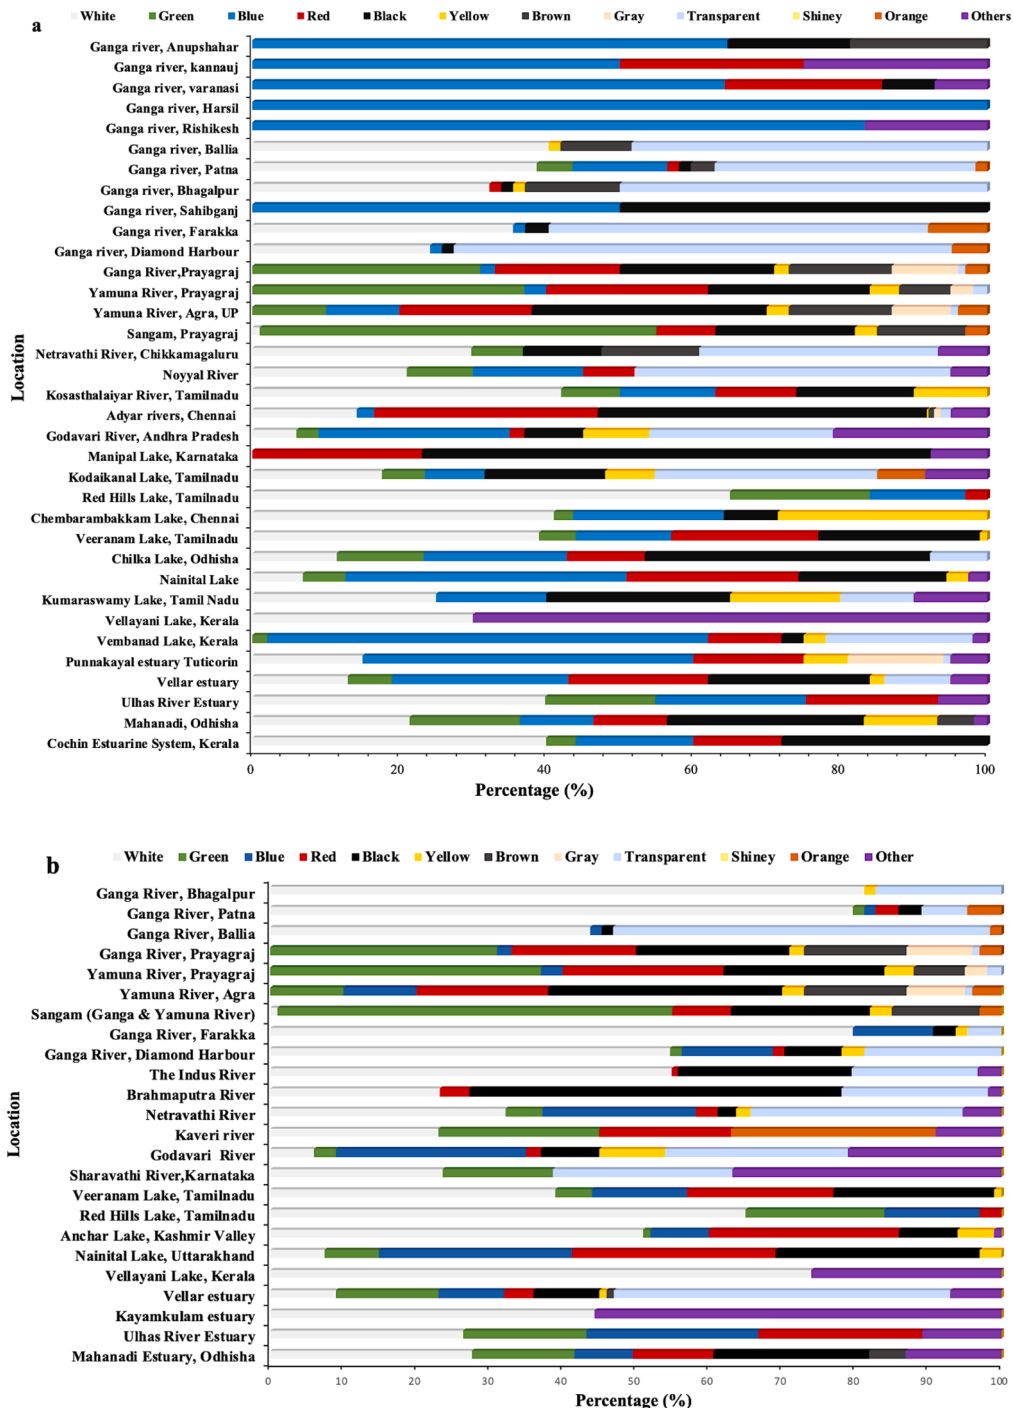 White Green Blue Red Black Yellow Brown Gray Transparent Shiney Orange Others
a
Ganga river, Anupshahar
Ganga river, kannauj
Ganga river, varanasi
Ganga river, Harsil
Ganga river, Rishikesh
Ganga river, Ballia
Ganga river, Patna
Ganga river, Bhagalpur
Ganga river, Sahibganj
Ganga river, Farakka
Ganga river, Diamond Harbour
Ganga River,Prayagraj
Yamuna River, Prayagraj
Yamuna River, Agra, UP
Sangam, Prayagraj
Netravathi River, Chikkamagaluru
Noyyal River
Kosasthalaiyar River, Tamilnadu
Adyar rivers, Chennai
Godavari River, Andhra Pradesh
Manipal Lake, Karnataka
Kodaikanal Lake, Tamilnadu
Red Hills Lake, Tamilnadu
Chembarambakkam Lake, Chennai
Veeranam Lake, Tamilnadu
Chilka Lake, Odhisha
Nainital Lake
Kumaraswamy Lake, Tamil Nadu
Vellayani Lake, Kerala
Vembanad Lake, Kerala
Punnakayal estuary Tuticorin
Vellar estuary
Ulhas River Estuary
Mahanadi, Odhisha
Cochin Estuarine System, Kerala
Location
0 20 40 60 80 100
Percentage (%)
b
White Green Blue Red Black Yellow Brown Gray Transparent Shiney Orange Other
Ganga River, Bhagalpur
Ganga River, Patna
Ganga River, Ballia
Ganga River, Prayagraj
Yamuna River, Prayagraj
Yamuna River, Agra
Sangam (Ganga & Yamuna River)
Ganga River, Farakka
Ganga River, Diamond Harbour
The Indus River
Brahmaputra River
Netravathi River
Kaveri river
Godavari River
Sharavathi River,Karnataka
Veeranam Lake, Tamilnadu
Red Hills Lake, Tamilnadu
Anchar Lake, Kashmir Valley
Nainital Lake, Uttarakhand
Vellayani Lake, Kerala
Vellar estuary
Kayamkulam estuary
Ulhas River Estuary
Mahanadi Estuary, Odhisha
Location
0 10 20 30 40 50 60 70 80 90 100
Percentage (%)